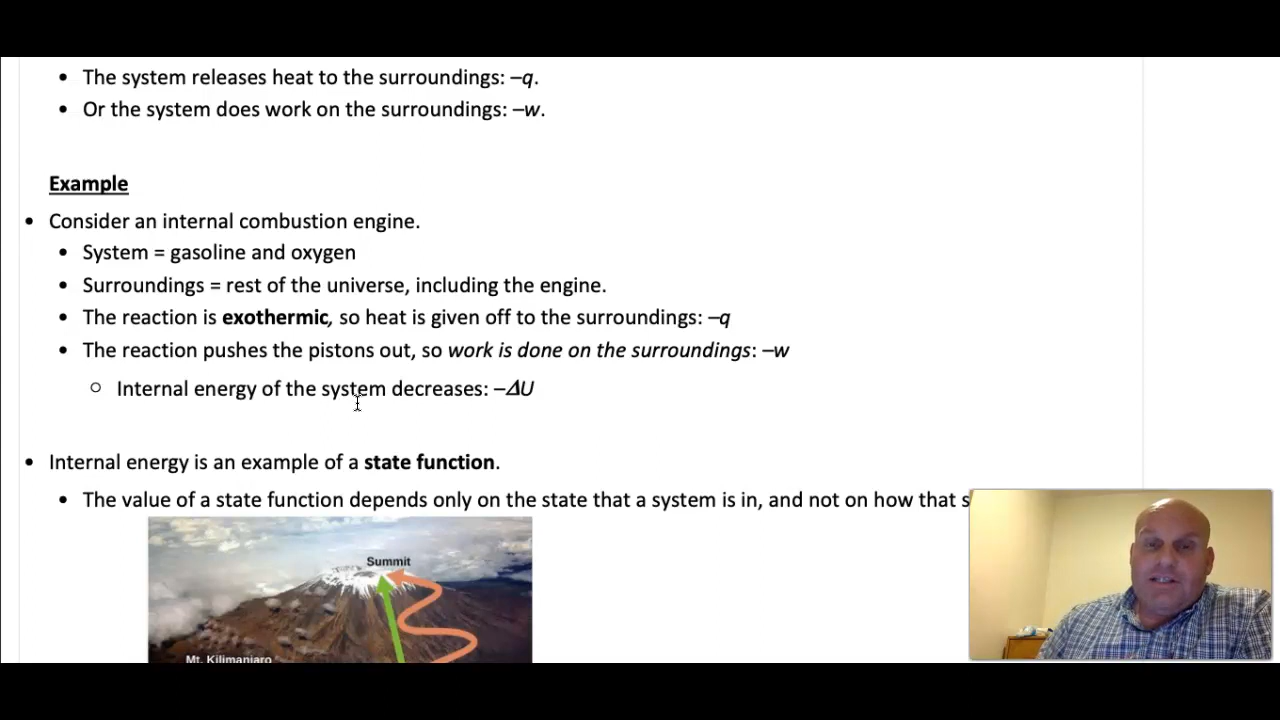 • The system releases heat to the surroundings: –q.
• Or the system does work on the surroundings: –w.
Example
• Consider an internal combustion engine.
• System = gasoline and oxygen
• Surroundings = rest of the universe, including the engine.
• The reaction is exothermic, so heat is given off to the surroundings: –q
• The reaction pushes the pistons out, so work is done on the surroundings: –w
○ Internal energy of the system decreases: –ΔU
• Internal energy is an example of a state function.
• The value of a state function depends only on the state that a system is in, and not on how that s
Summit
Mt. Kilimanjaro